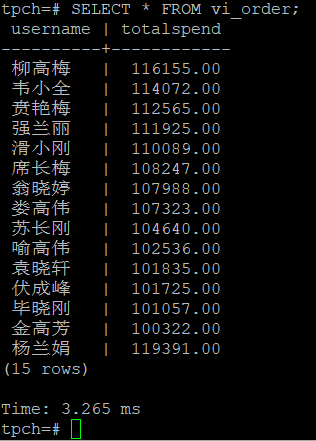 tpch=# SELECT * FROM vi_order;
username | totalspend
----------+------------
柳高梅 | 116155.00
韦小全 | 114072.00
贲艳梅 | 112565.00
强兰丽 | 111925.00
滑小刚 | 110089.00
席长梅 | 108247.00
翁晓婷 | 107988.00
娄高伟 | 107323.00
苏长刚 | 104640.00
喻高伟 | 102536.00
袁晓轩 | 101835.00
伏成峰 | 101725.00
毕晓刚 | 101057.00
金高芳 | 100322.00
杨兰娟 | 119391.00
(15 rows)
Time: 3.265 ms
tpch=#